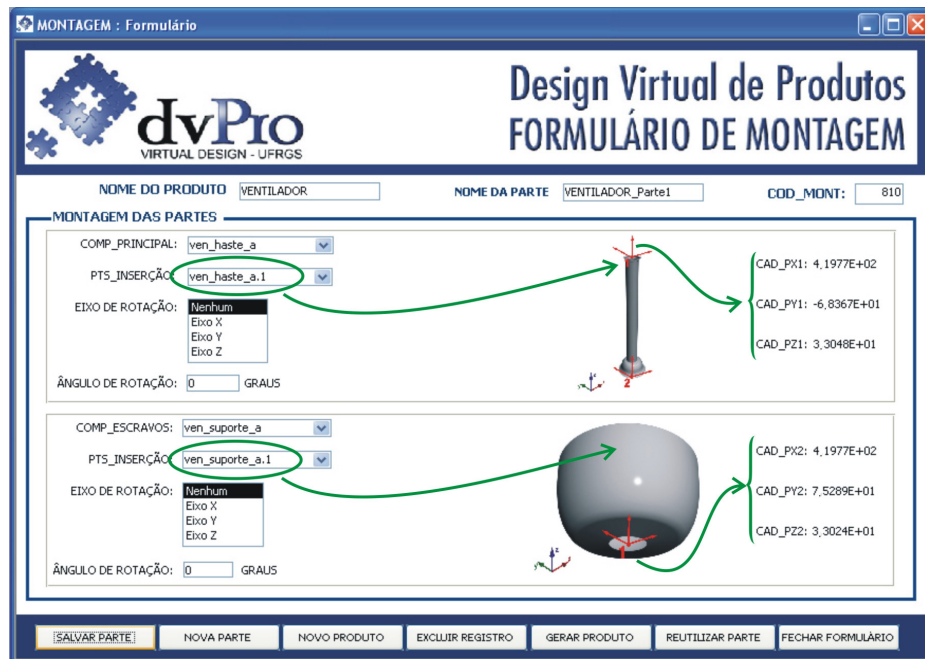 MONTAGEM : Formulário
dvPro
VIRTUAL DESIGN - UFRGS
Design Virtual de Produtos
FORMULÁRIO DE MONTAGEM
NOME DO PRODUTO VENTILADOR NOME DA PARTE VENTILADOR_Parte1 COD_MONT: 810
MONTAGEM DAS PARTES
COMP_PRINCIPAL: ven_haste_a
PTS_INSERÇÃO: ven_haste_a.1
EIXO DE ROTAÇÃO: Nenhum
Eixo X
Eixo Y
Eixo Z
ÂNGULO DE ROTAÇÃO: 0 GRAUS
1
2
CAD_PX1: 4,1977E+02
CAD_PY1: -6,8367E+01
CAD_PZ1: 3,3048E+01
COMP_ESCRAVOS: ven_suporte_a
PTS_INSERÇÃO: ven_suporte_a.1
EIXO DE ROTAÇÃO: Nenhum
Eixo X
Eixo Y
Eixo Z
ÂNGULO DE ROTAÇÃO: 0 GRAUS
1
CAD_PX2: 4,1977E+02
CAD_PY2: 7,5289E+01
CAD_PZ2: 3,3024E+01
SALVAR PARTE NOVA PARTE NOVO PRODUTO EXCLUIR REGISTRO GERAR PRODUTO REUTILIZAR PARTE FECHAR FORMULÁRIO